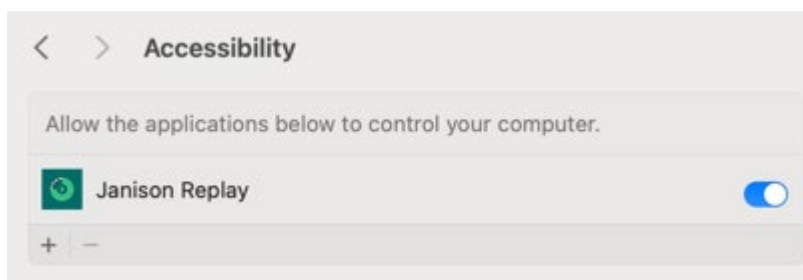 Accessibility
Allow the applications below to control your computer.
Janison Replay